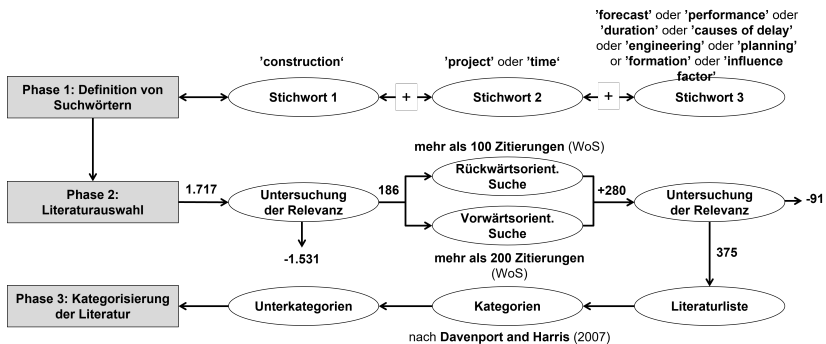 'forecast' oder 'performance' oder
'duration' oder 'causes of delay'
oder 'engineering' oder 'planning'
or 'formation' oder 'influence
factor'
'construction'
'project' oder 'time'
Phase 1: Definition von
Suchwörtern
Stichwort 1
+
Stichwort 2
+
Stichwort 3
mehr als 100 Zitierungen (WoS)
Phase 2:
Literaturauswahl
1.717
Untersuchung
der Relevanz
186
Rückwärtsorient.
Suche
Vorwärtsorient.
Suche
+280
Untersuchung
der Relevanz
-91
-1.531
mehr als 200 Zitierungen
(WoS)
375
Phase 3: Kategorisierung
der Literatur
Unterkategorien
Kategorien
Literaturliste
nach Davenport and Harris (2007)